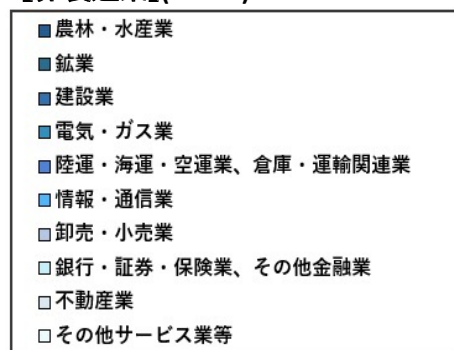 農林・水産業
鉱業
建設業
電気・ガス業
陸運・海運・空運業、倉庫・運輸関連業
情報・通信業
卸売・小売業
銀行・証券・保険業、その他金融業
不動産業
その他サービス業等